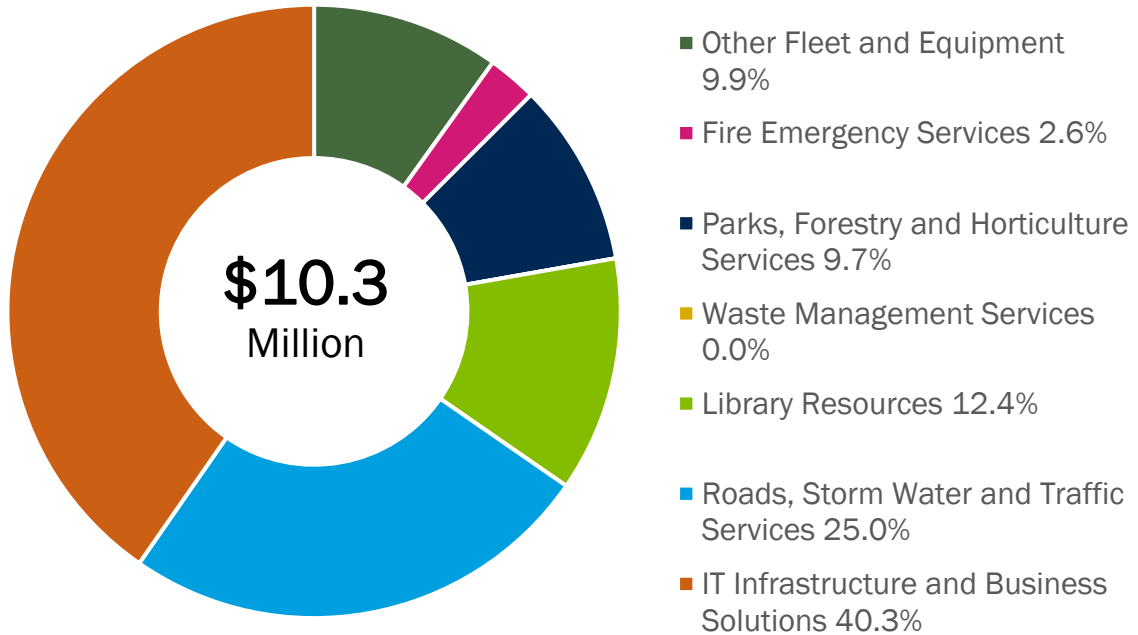 $10.3
Million
Other Fleet and Equipment
9.9%
Fire Emergency Services 2.6%
Parks, Forestry and Horticulture
Services 9.7%
Waste Management Services
0.0%
Library Resources 12.4%
Roads, Storm Water and Traffic
Services 25.0%
IT Infrastructure and Business
Solutions 40.3%